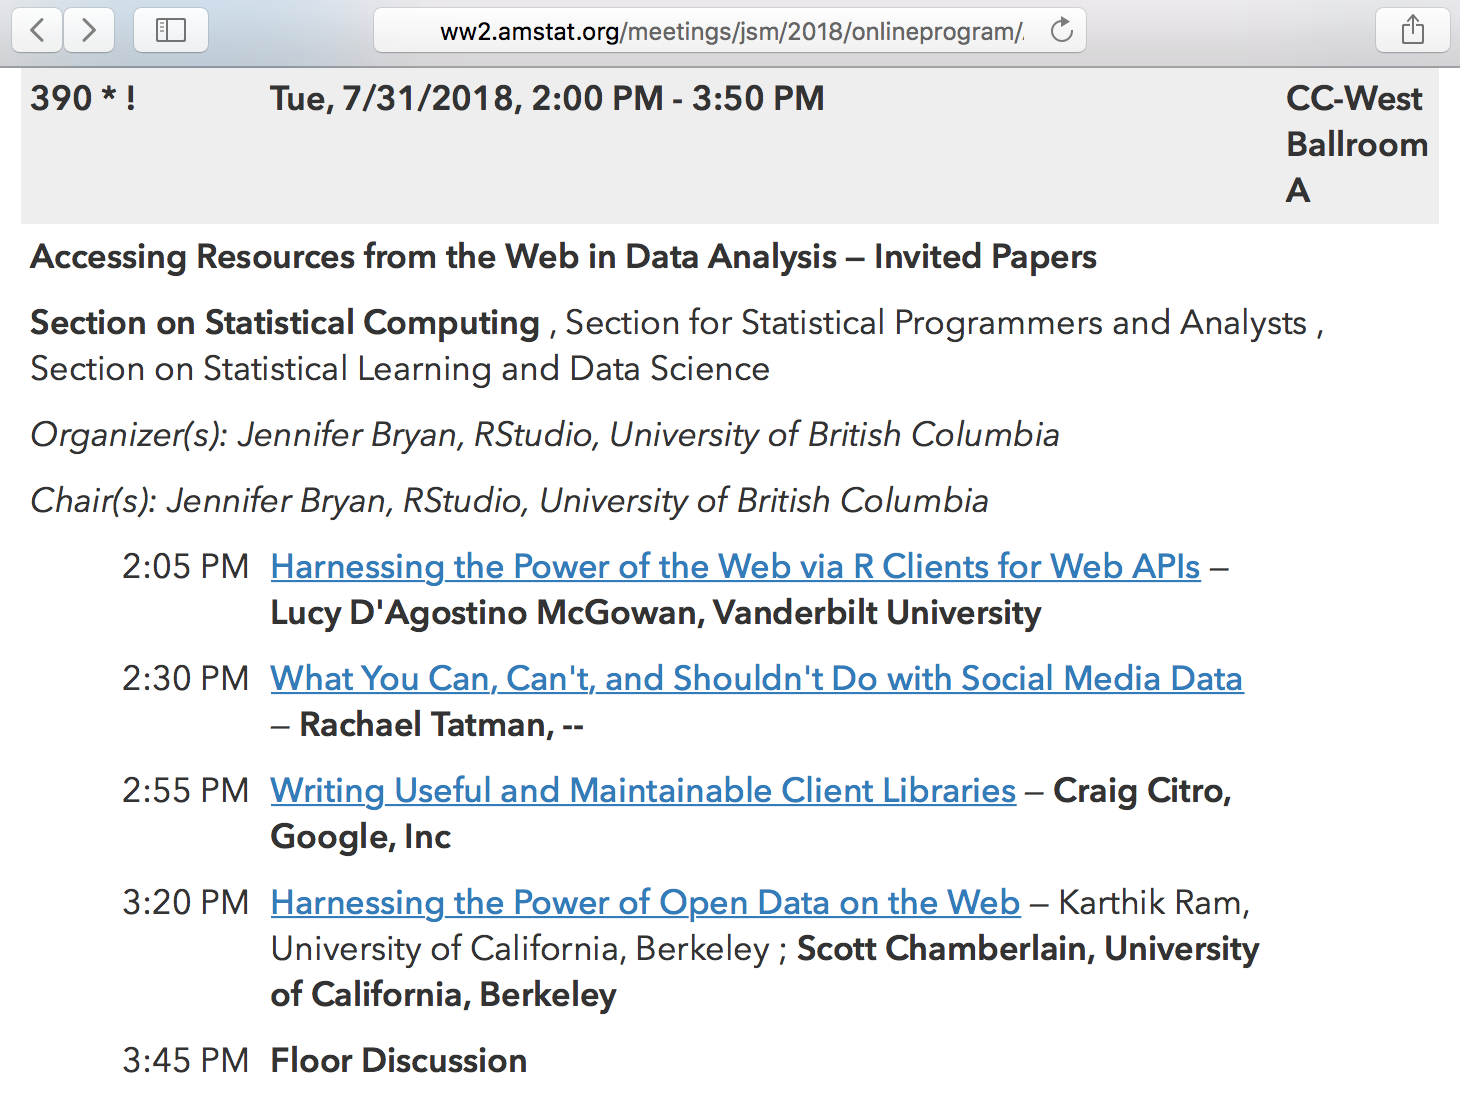 ww2.amstat.org/meetings/jsm/2018/onlineprogram/
390 * ! Tue, 7/31/2018, 2:00 PM - 3:50 PM CC-West
Ballroom
A
Accessing Resources from the Web in Data Analysis – Invited Papers
Section on Statistical Computing , Section for Statistical Programmers and Analysts ,
Section on Statistical Learning and Data Science
Organizer(s): Jennifer Bryan, RStudio, University of British Columbia
Chair(s): Jennifer Bryan, RStudio, University of British Columbia
2:05 PM Harnessing the Power of the Web via R Clients for Web APIs –
Lucy D'Agostino McGowan, Vanderbilt University
2:30 PM What You Can, Can't, and Shouldn't Do with Social Media Data
– Rachael Tatman, --
2:55 PM Writing Useful and Maintainable Client Libraries – Craig Citro,
Google, Inc
3:20 PM Harnessing the Power of Open Data on the Web – Karthik Ram,
University of California, Berkeley ; Scott Chamberlain, University
of California, Berkeley
3:45 PM Floor Discussion